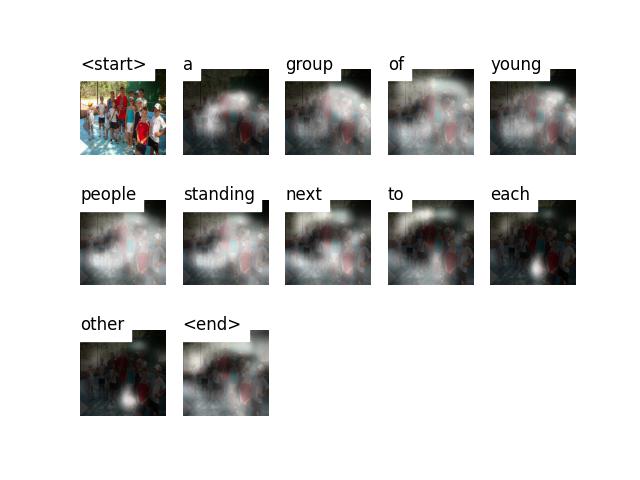 <start> a group of young
people standing next to each
other <end>